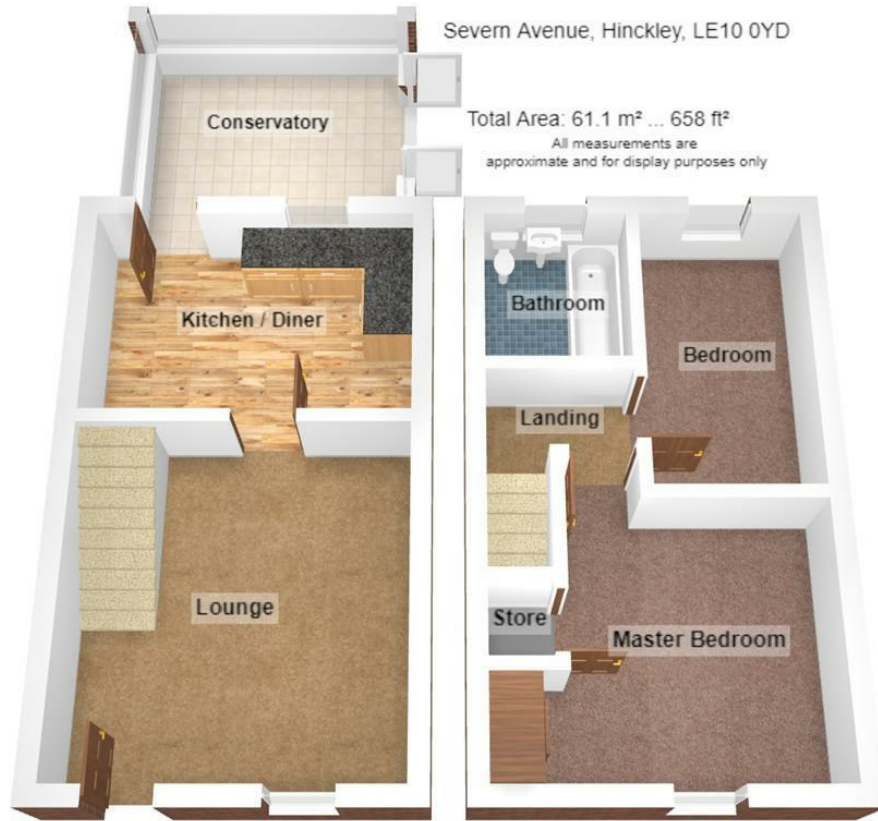 Severn Avenue, Hinckley, LE10 0YD
Total Area: 61.1 m² ... 658 ft²
All measurements are
approximate and for display purposes only
Conservatory
Kitchen / Diner
Lounge
Bathroom
Bedroom
Landing
Store
Master Bedroom